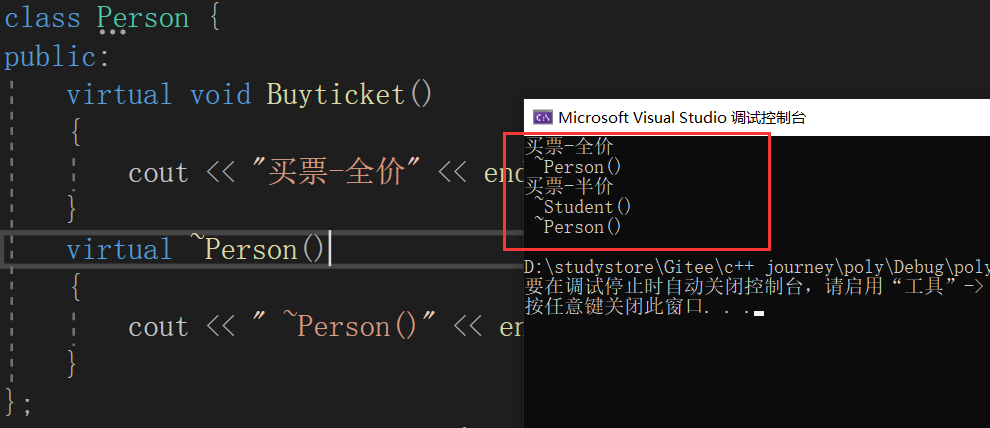 class Person {
public:
virtual void Buyticket()
{
cout << "买票-全价" << end
}
virtual ~Person()
{
cout << " ~Person()" << en
}
};
Microsoft Visual Studio 调试控制台
买票-全价
~Person()
买票-半价
~Student()
~Person()
D:\studystore\Gitee\c++ journey\poly\Debug\poly
要在调试停止时自动关闭控制台，请启用“工具”->
按任意键关闭此窗口. . .